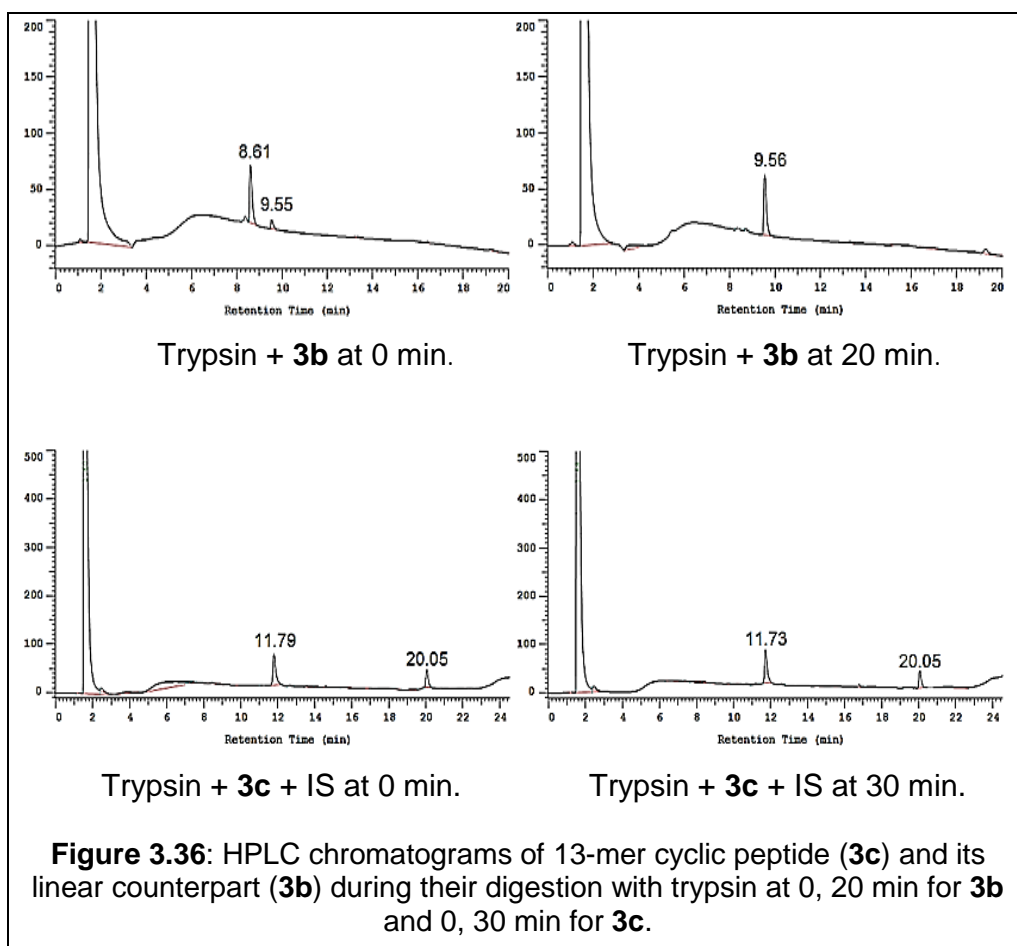 200
150
100
50
0
8.61
9.55
0 2 4 6 8 10 12 14 16 18 20
Retention Time (min)
Trypsin + 3b at 0 min.
200
150
100
50
0
9.56
0 2 4 6 8 10 12 14 16 18 20
Retention Time (min)
Trypsin + 3b at 20 min.
500
400
300
200
100
0
11.79
20.05
0 2 4 6 8 10 12 14 16 18 20 22 24
Retention Time (min)
Trypsin + 3c + IS at 0 min.
500
400
300
200
100
0
11.73
20.05
0 2 4 6 8 10 12 14 16 18 20 22 24
Retention Time (min)
Trypsin + 3c + IS at 30 min.
Figure 3.36: HPLC chromatograms of 13-mer cyclic peptide (3c) and its
linear counterpart (3b) during their digestion with trypsin at 0, 20 min for 3b
and 0, 30 min for 3c.